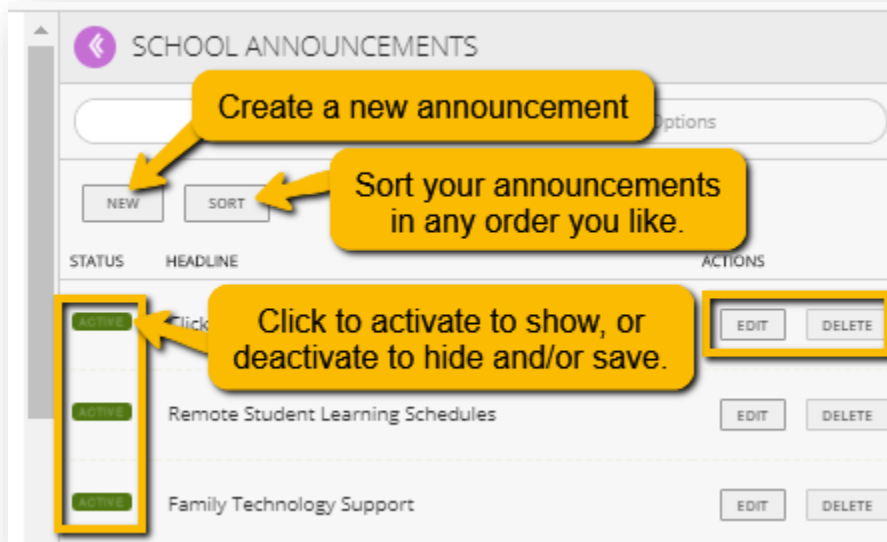 SCHOOL ANNOUNCEMENTS
Create a new announcement
Options
NEW
SORT
Sort your announcements
in any order you like.
STATUS HEADLINE ACTIONS
ACTIVE
Click
Click to activate to show, or
deactivate to hide and/or save.
EDIT DELETE
ACTIVE Remote Student Learning Schedules EDIT DELETE
ACTIVE Family Technology Support EDIT DELETE